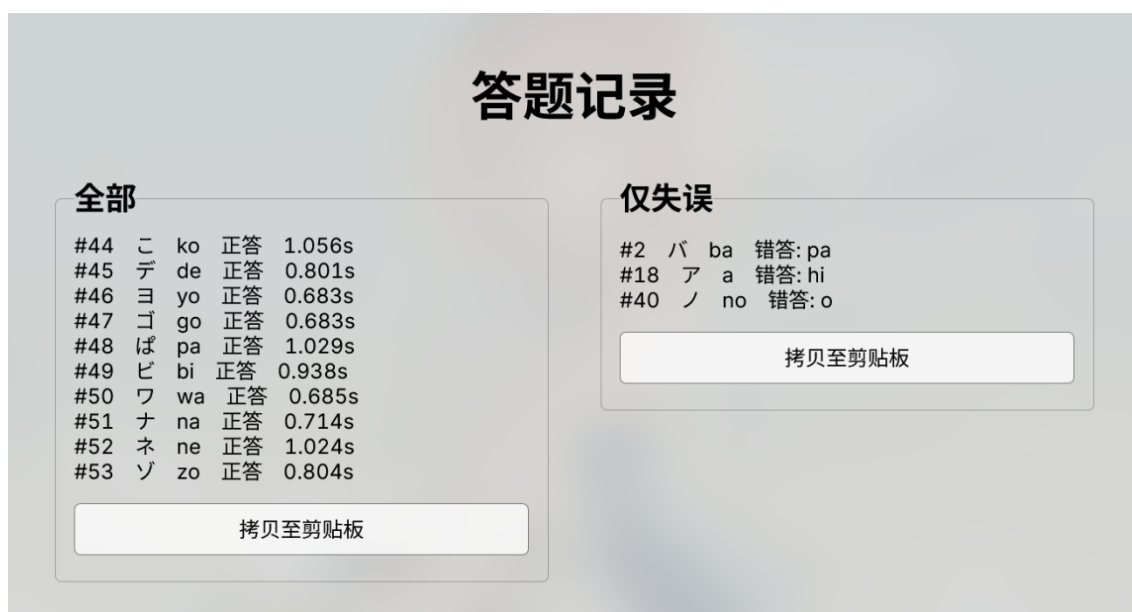 答题记录
全部
#44 こ ko 正答 1.056s
#45 デ de 正答 0.801s
#46 ヨ yo 正答 0.683s
#47 ゴ go 正答 0.683s
#48 ぱ pa 正答 1.029s
#49 ビ bi 正答 0.938s
#50 ワ wa 正答 0.685s
#51 ナ na 正答 0.714s
#52 ネ ne 正答 1.024s
#53 ゾ zo 正答 0.804s
拷贝至剪贴板
仅失误
#2 バ ba 错答: pa
#18 ア a 错答: hi
#40 ノ no 错答: o
拷贝至剪贴板